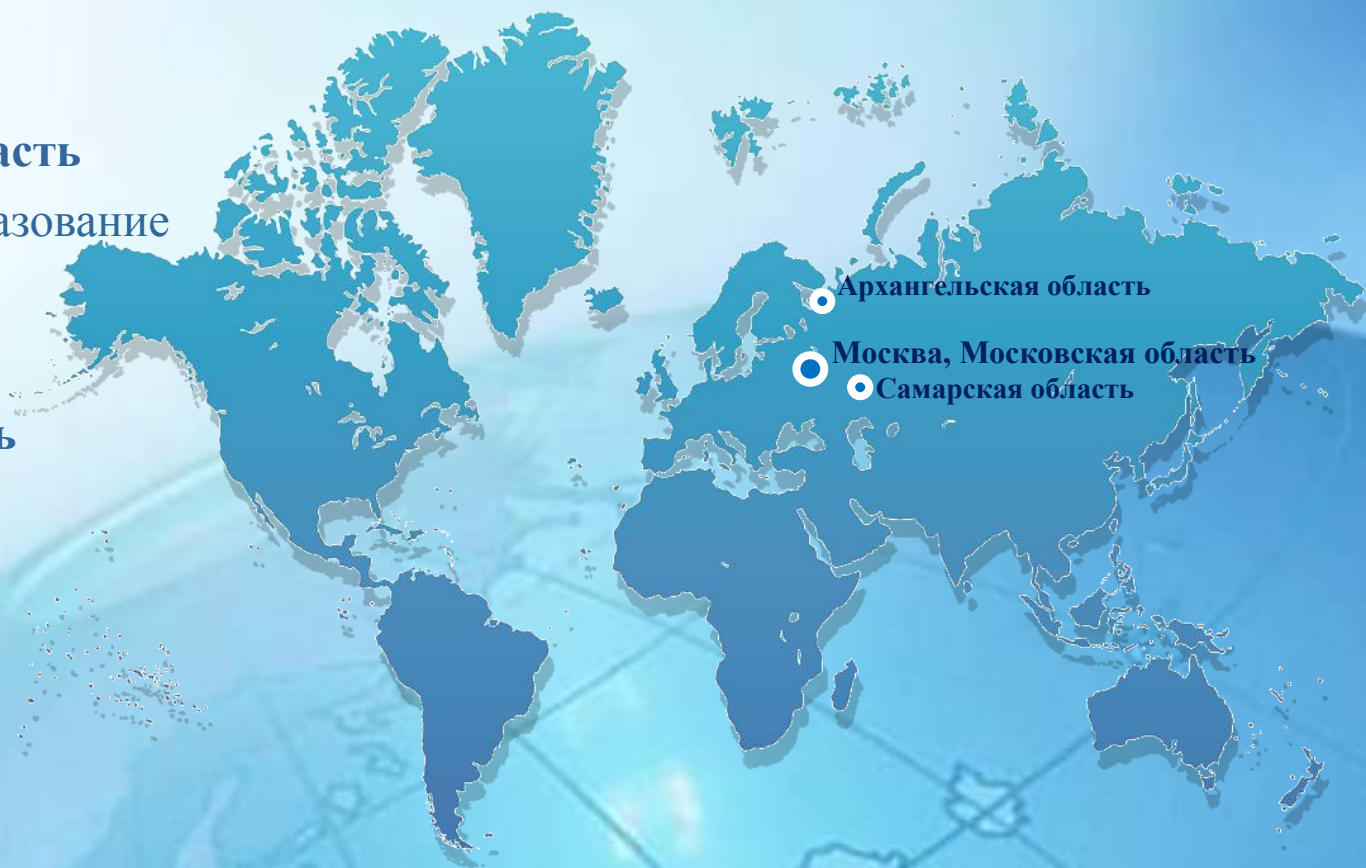 асть
азование
ь
Архангельская область
Москва, Московская область
Самарская область